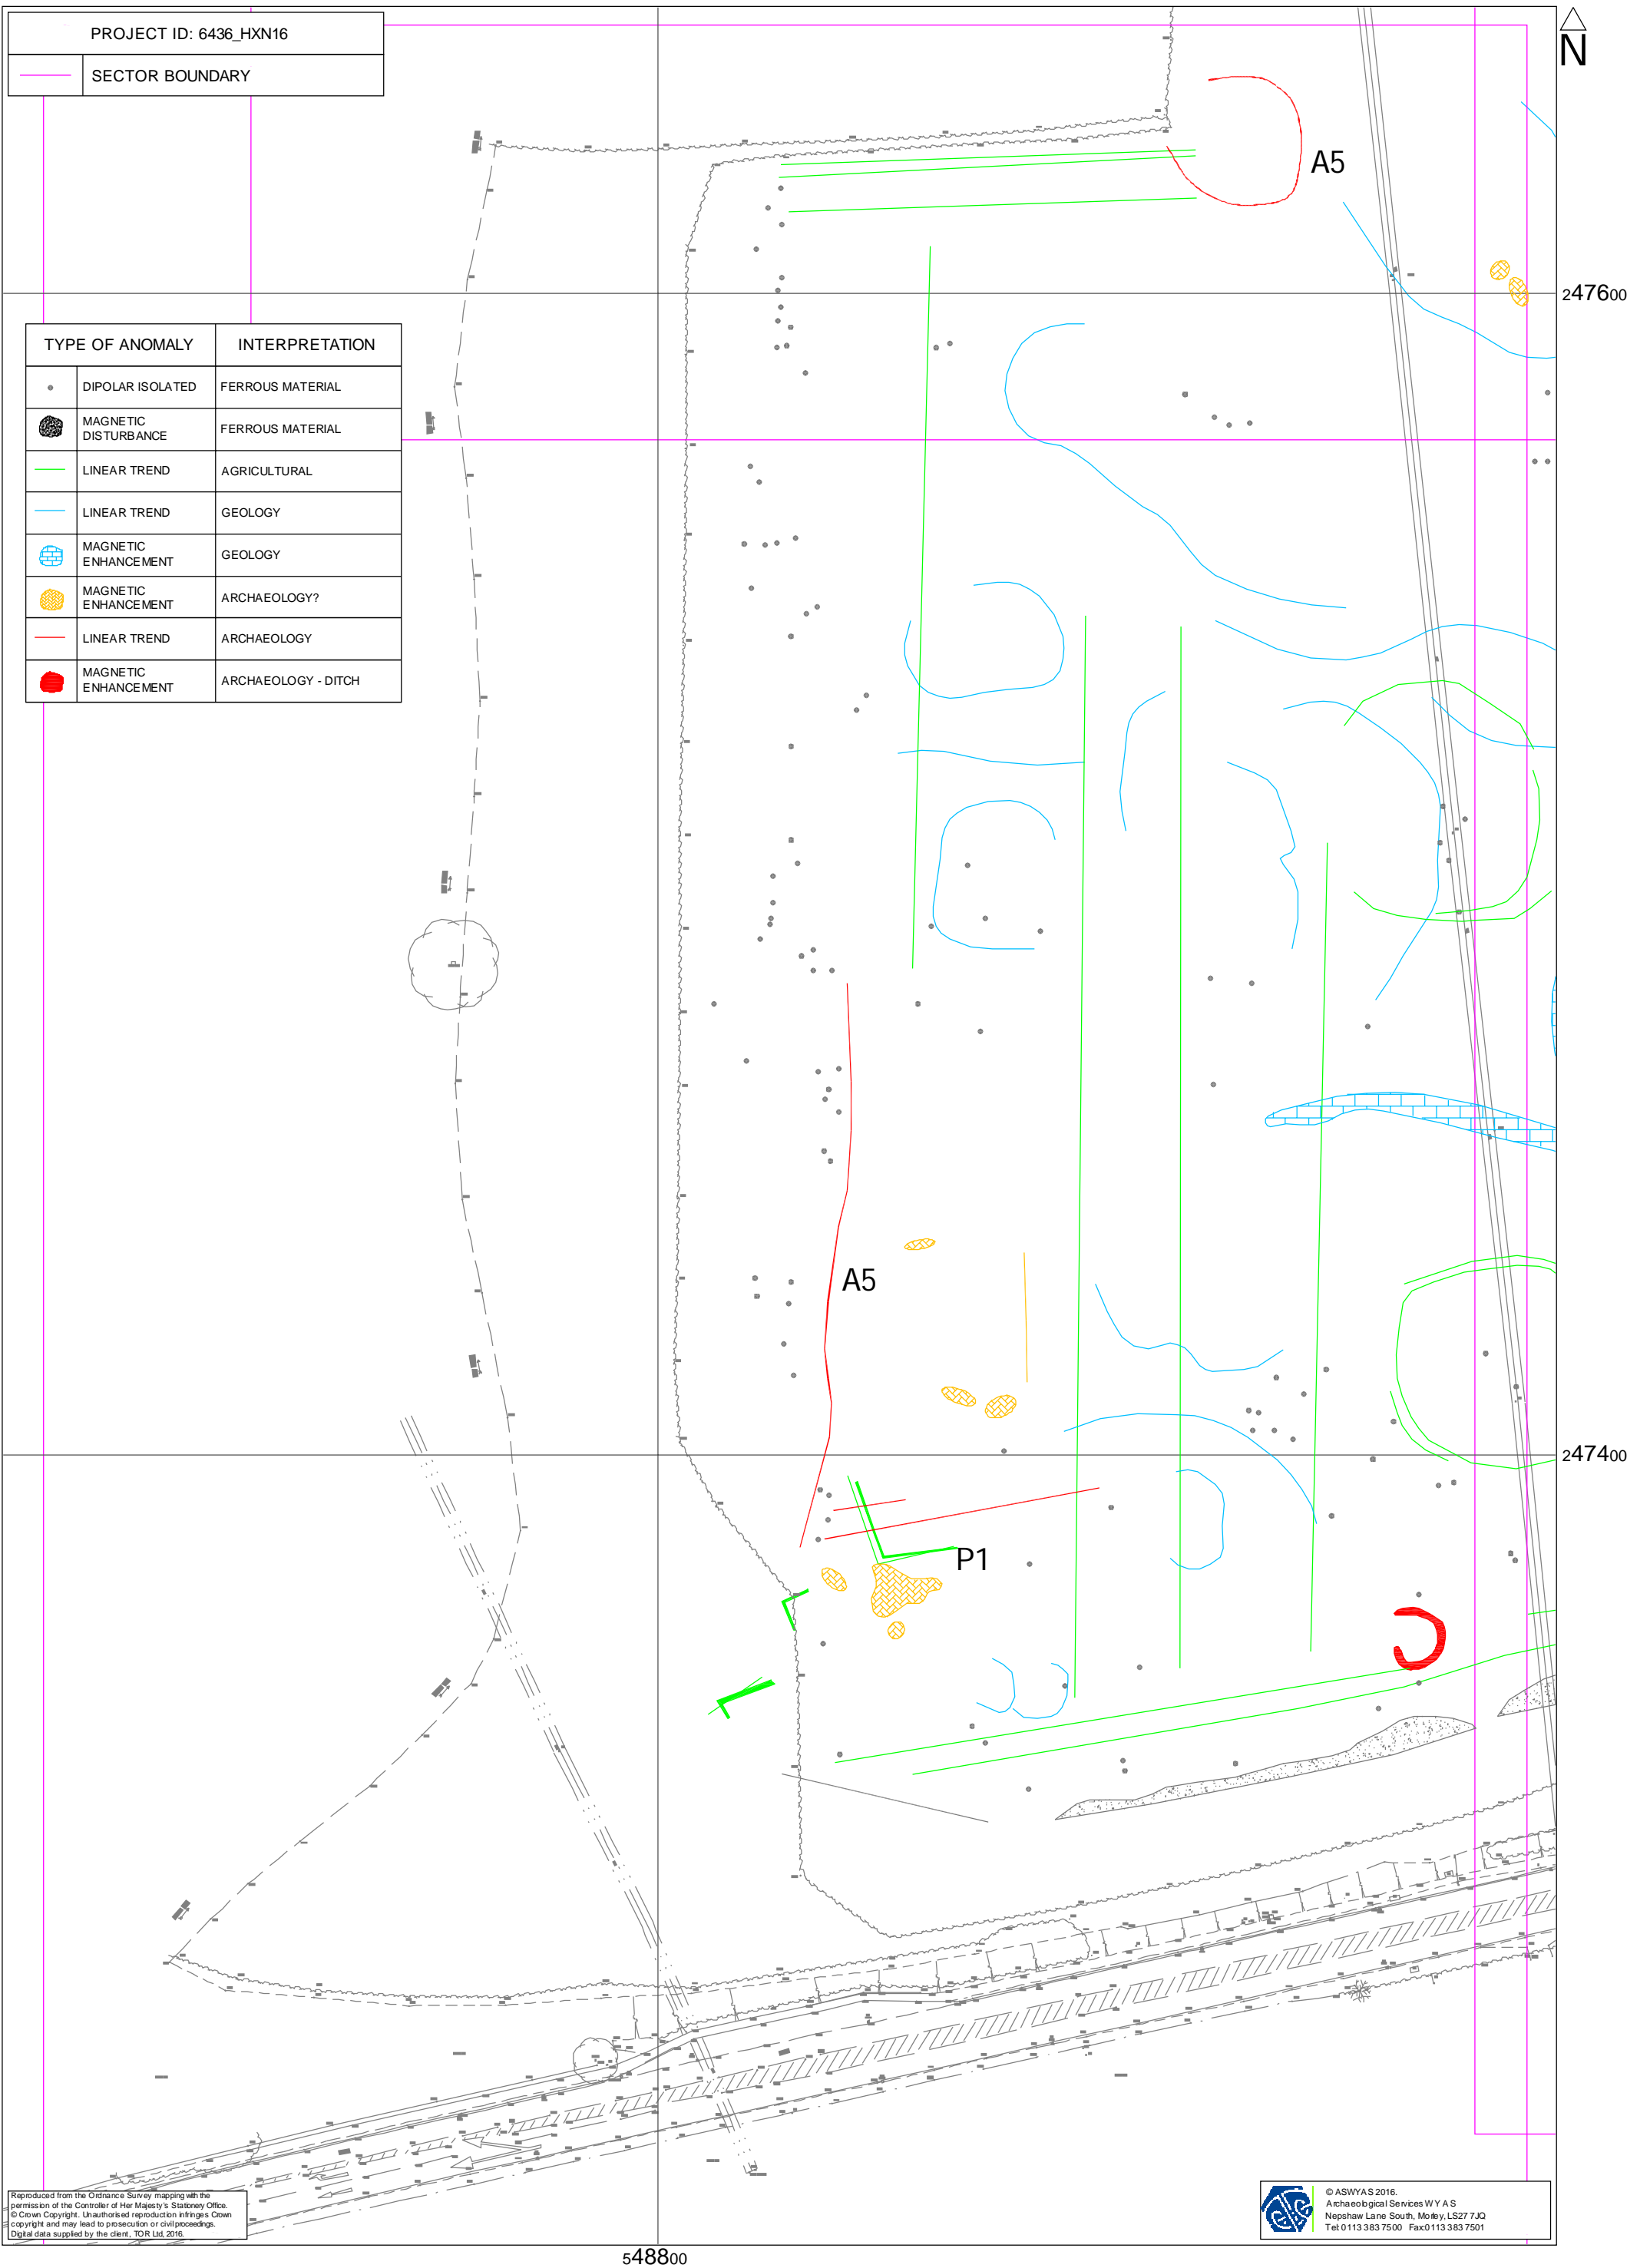 PROJECT ID: 6436_HXN16
SECTOR BOUNDARY
N
A5
247600
TYPE OF ANOMALY INTERPRETATION
DIPOLAR ISOLATED FERROUS MATERIAL
MAGNETIC
DISTURBANCE
FERROUS MATERIAL
LINEAR TREND AGRICULTURAL
LINEAR TREND GEOLOGY
MAGNETIC
ENHANCEMENT
GEOLOGY
MAGNETIC
ENHANCEMENT
ARCHAEOLOGY?
LINEAR TREND ARCHAEOLOGY
MAGNETIC
ENHANCEMENT
ARCHAEOLOGY - DITCH
A5
247400
P1
Reproduced from the Ordnance Survey mapping with the
permission of the Controller of Her Majesty's Stationery Office.
© Crown Copyright. Unauthorised reproduction infringes Crown
copyright and may lead to prosecution or civil proceedings.
Digital data supplied by the client, TOR Ltd, 2016.
© ASWYAS 2016.
Archaeological Services W Y A S
Nepshaw Lane South, Morley, LS27 7JQ
Tel: 0113 383 7500 Fax:0113 383 7501
548800